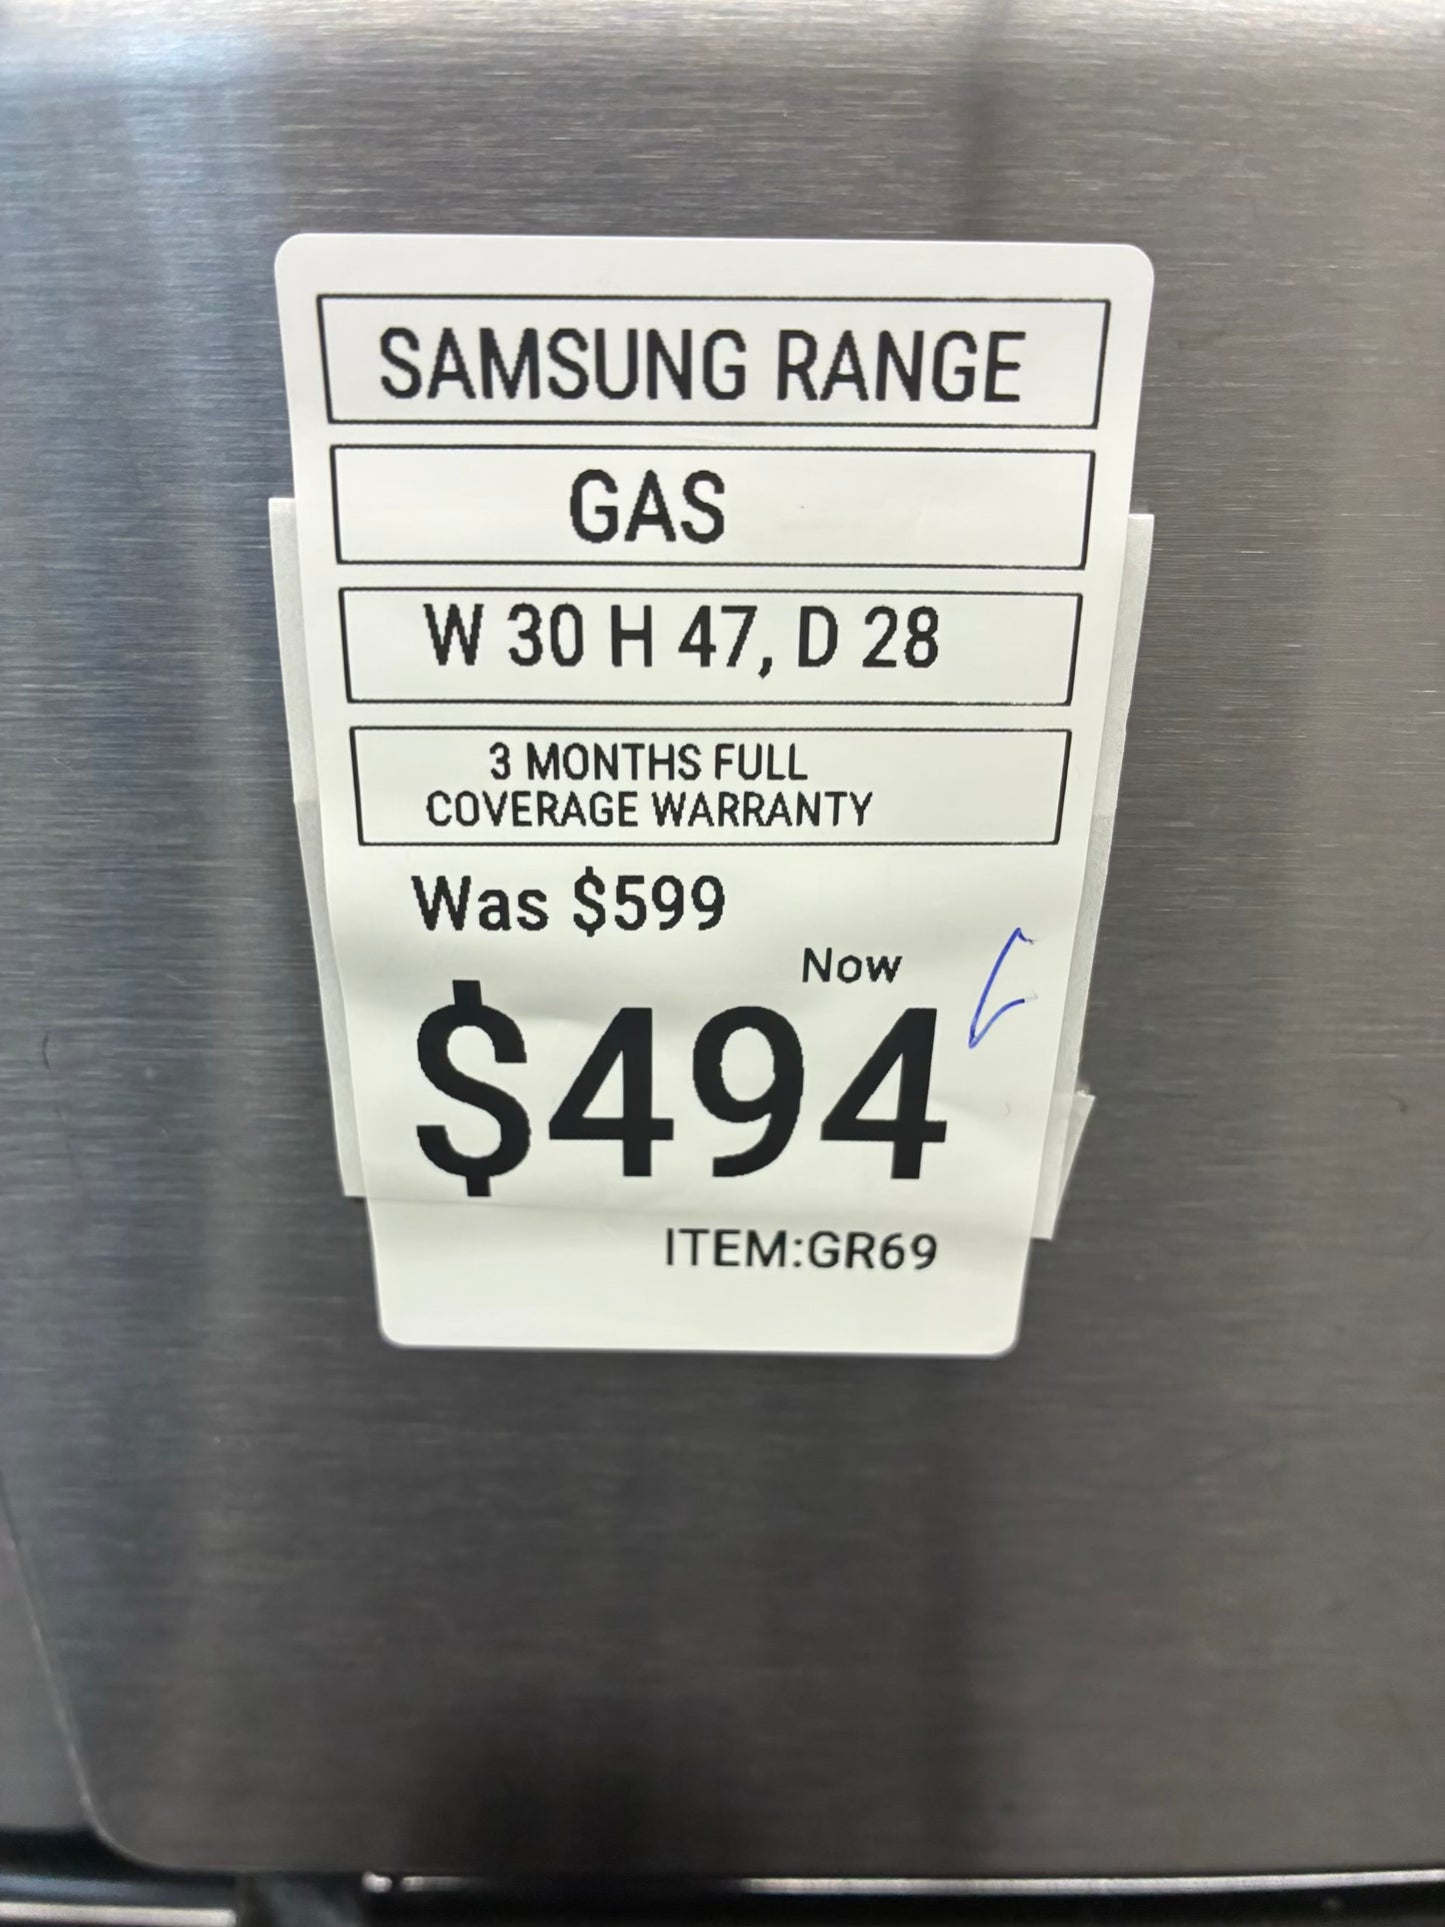 SAMSUNG RANGE
GAS
W 30 H 47, D 28
3 MONTHS FULL
COVERAGE WARRANTY
Was $599
Now
$494
ITEM:GR69